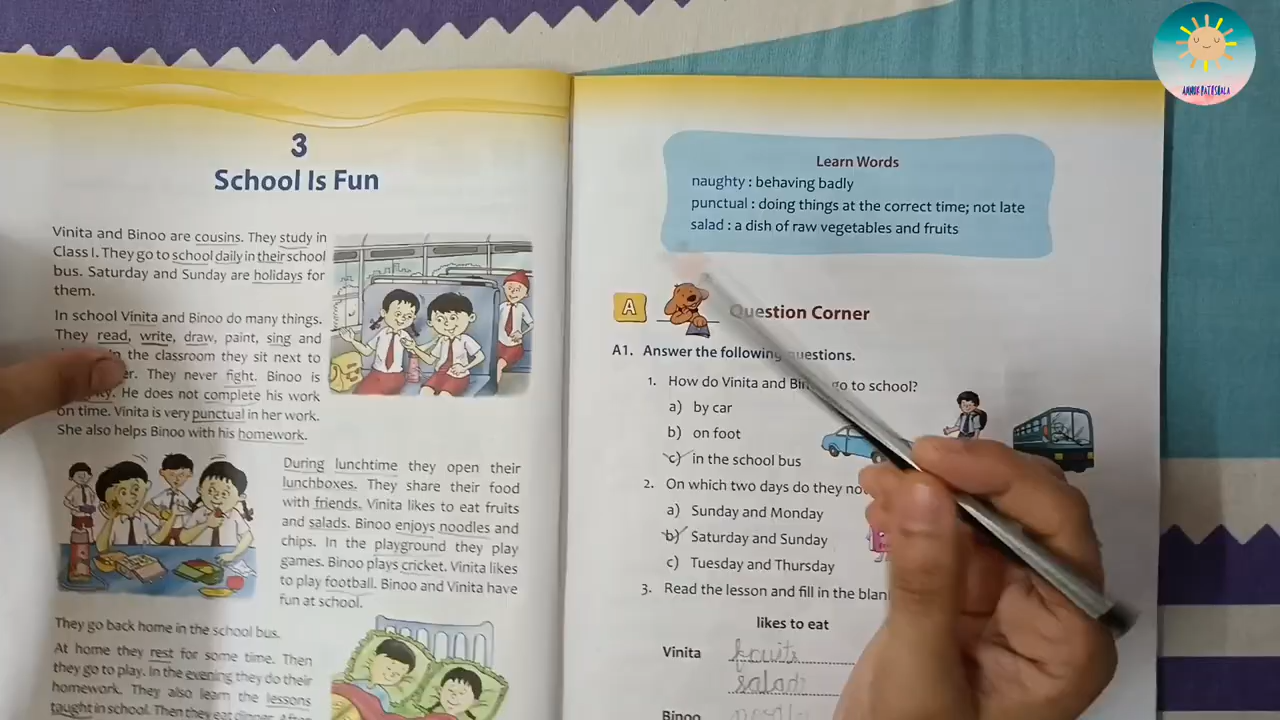 3
School Is Fun
Vinita and Binoo are cousins. They study in
Class I. They go to school daily in their school
bus. Saturday and Sunday are holidays for
them.
In school Vinita and Binoo do many things.
They read, write, draw, paint, sing and
in the classroom they sit next to
They never fight. Binoo is
He does not complete his work
on time. Vinita is very punctual in her work.
She also helps Binoo with his homework.
During lunchtime they open their
lunchboxes. They share their food
with friends. Vinita likes to eat fruits
and salads. Binoo enjoys noodles and
chips. In the playground they play
games. Binoo plays cricket. Vinita likes
to play football. Binoo and Vinita have
fun at school.
They go back home in the school bus.
At home they rest for some time. Then
they go to play. In the evening they do their
homework. They also learn the lessons
taught in school. Then they eat dinner. After
Learn Words
naughty : behaving badly
punctual : doing things at the correct time; not late
salad : a dish of raw vegetables and fruits
A
Question Corner
A1. Answer the following questions.
1. How do Vinita and go to school?
a) by car
b) on foot
c) in the school bus
2. On which two days do they
a) Sunday and Monday
b) Saturday and Sunday
c) Tuesday and Thursday
3. Read the lesson and fill in the
likes to eat
Vinita fruits
salad
Binoo